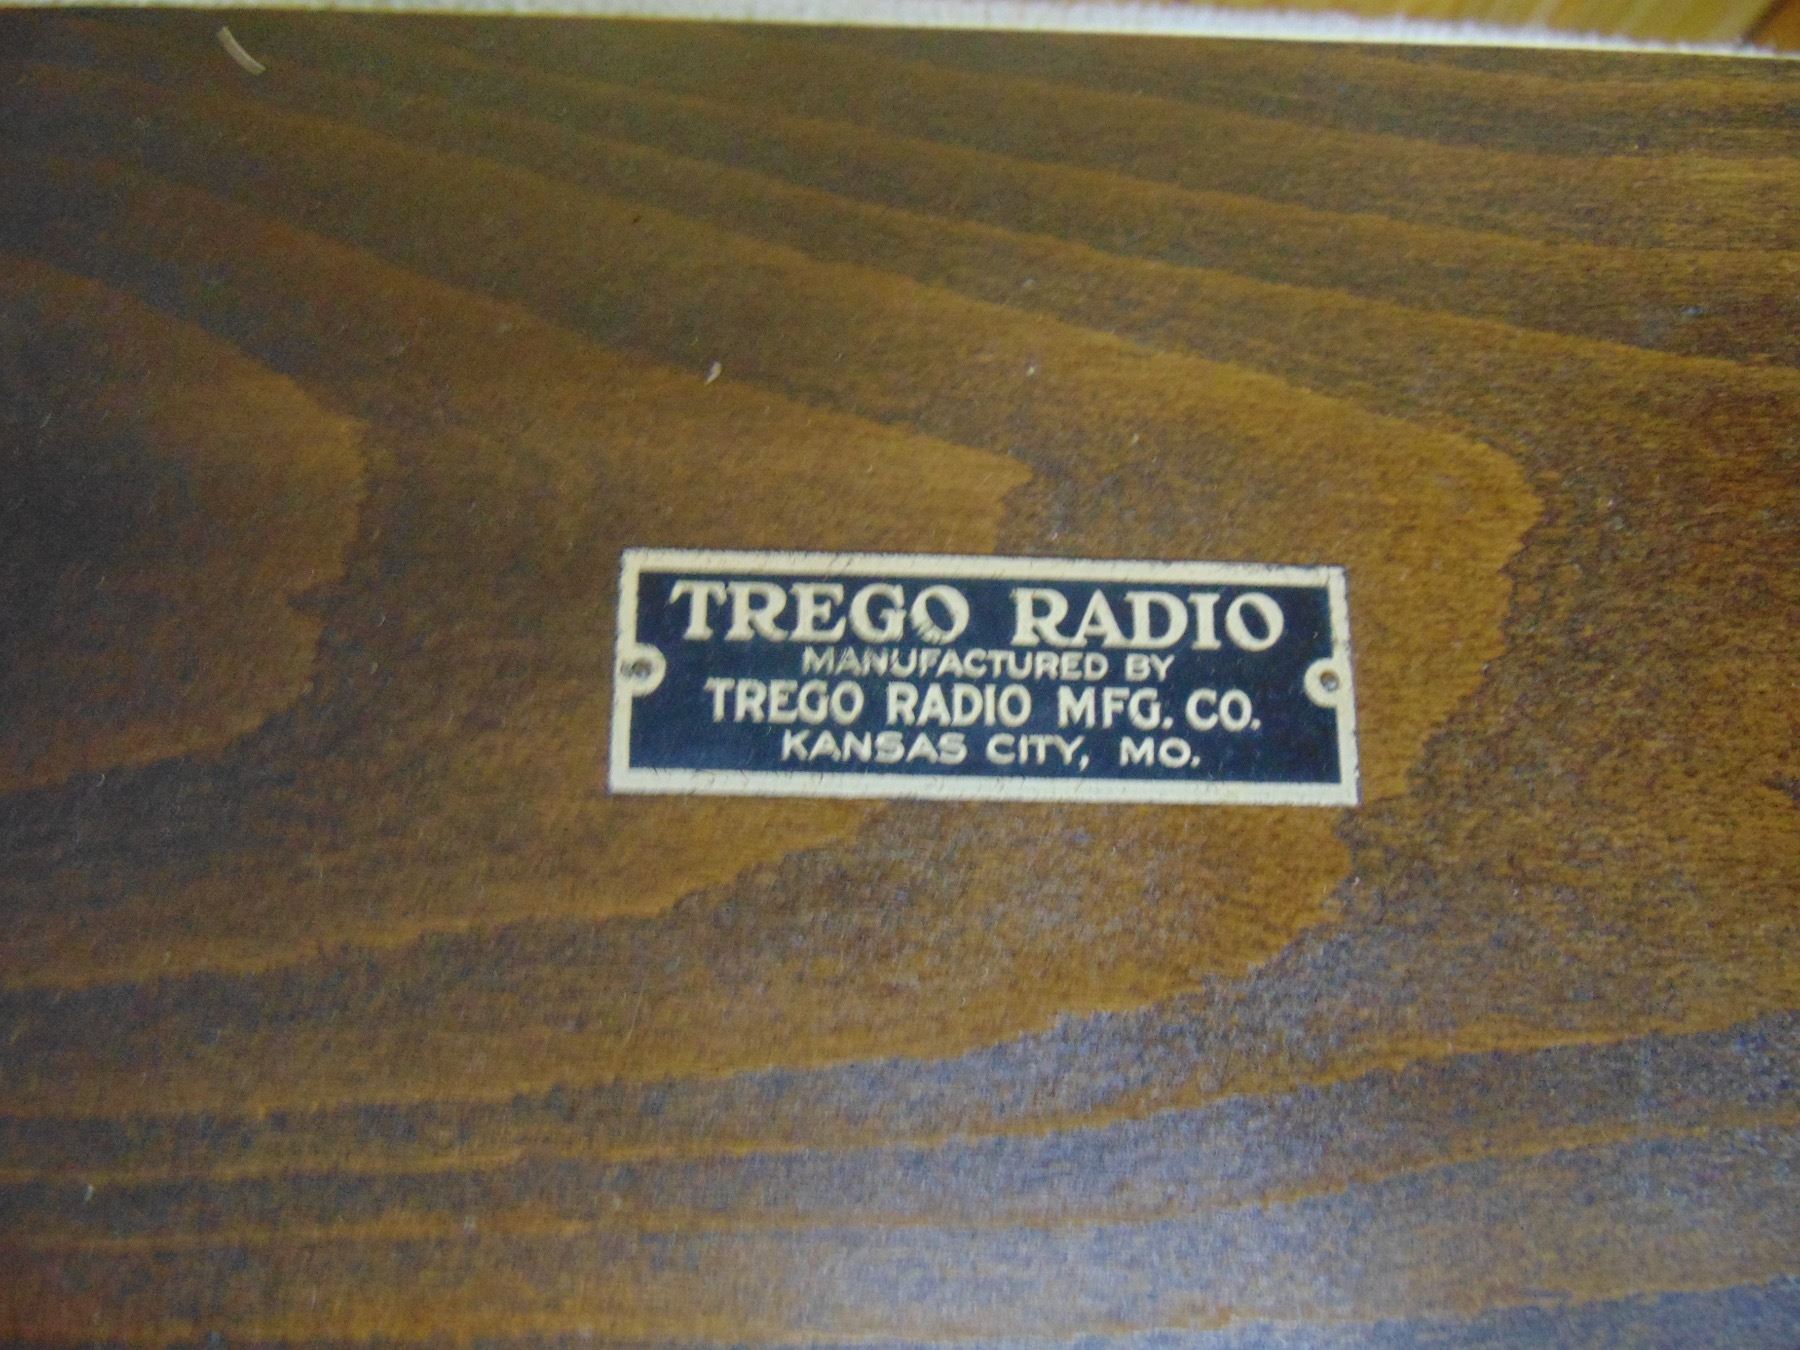 TREGO RADIO
MANUFACTURED BY
TREGO RADIO MFG. CO.
KANSAS CITY, MO.